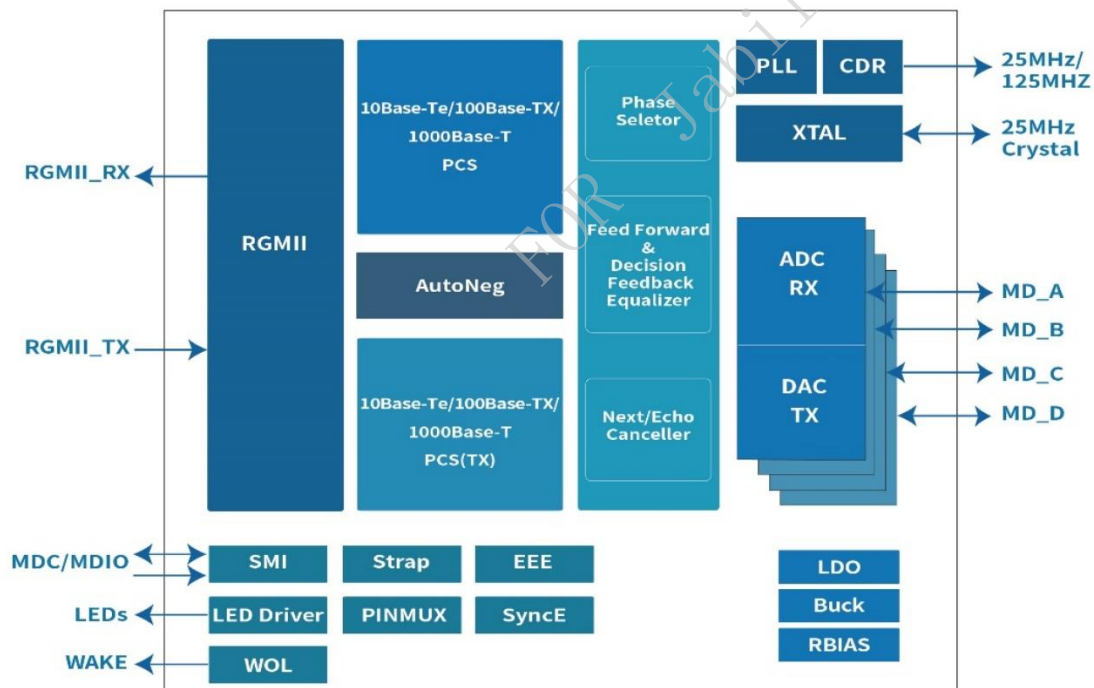 RGMII_RX
RGMII_TX
RGMII
10Base-Te/100Base-TX/
1000Base-T
PCS
AutoNeg
10Base-Te/100Base-TX/
1000Base-T
PCS(TX)
Phase
Seletor
Feed Forward
&
Decision
Feedback
Equalizer
Next/Echo
Canceller
PLL
CDR
25MHz/
125MHZ
XTAL
25MHz
Crystal
ADC
RX
DAC
TX
MD_A
MD_B
MD_C
MD_D
MDC/MDIO
SMI
Strap
EEE
LEDs
LED Driver
PINMUX
SyncE
WAKE
WOL
LDO
Buck
RBIAS
FOR